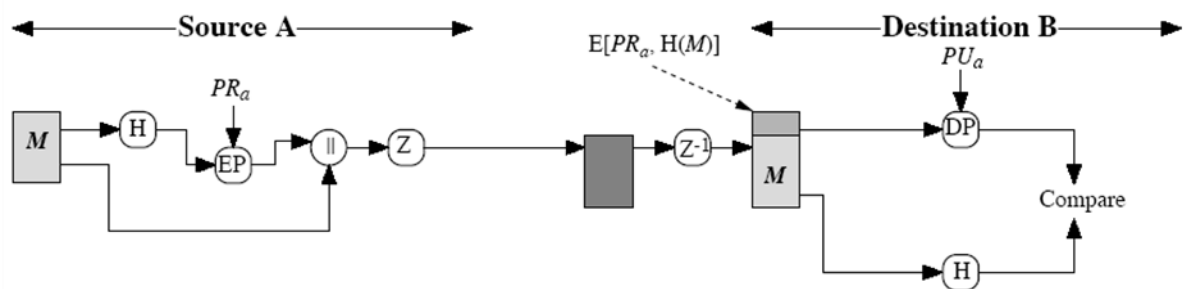 Source A
Destination B
E[PRa, H(M)]
PUa
PRa
M
H
EP
||
Z
Z-1
M
DP
Compare
H